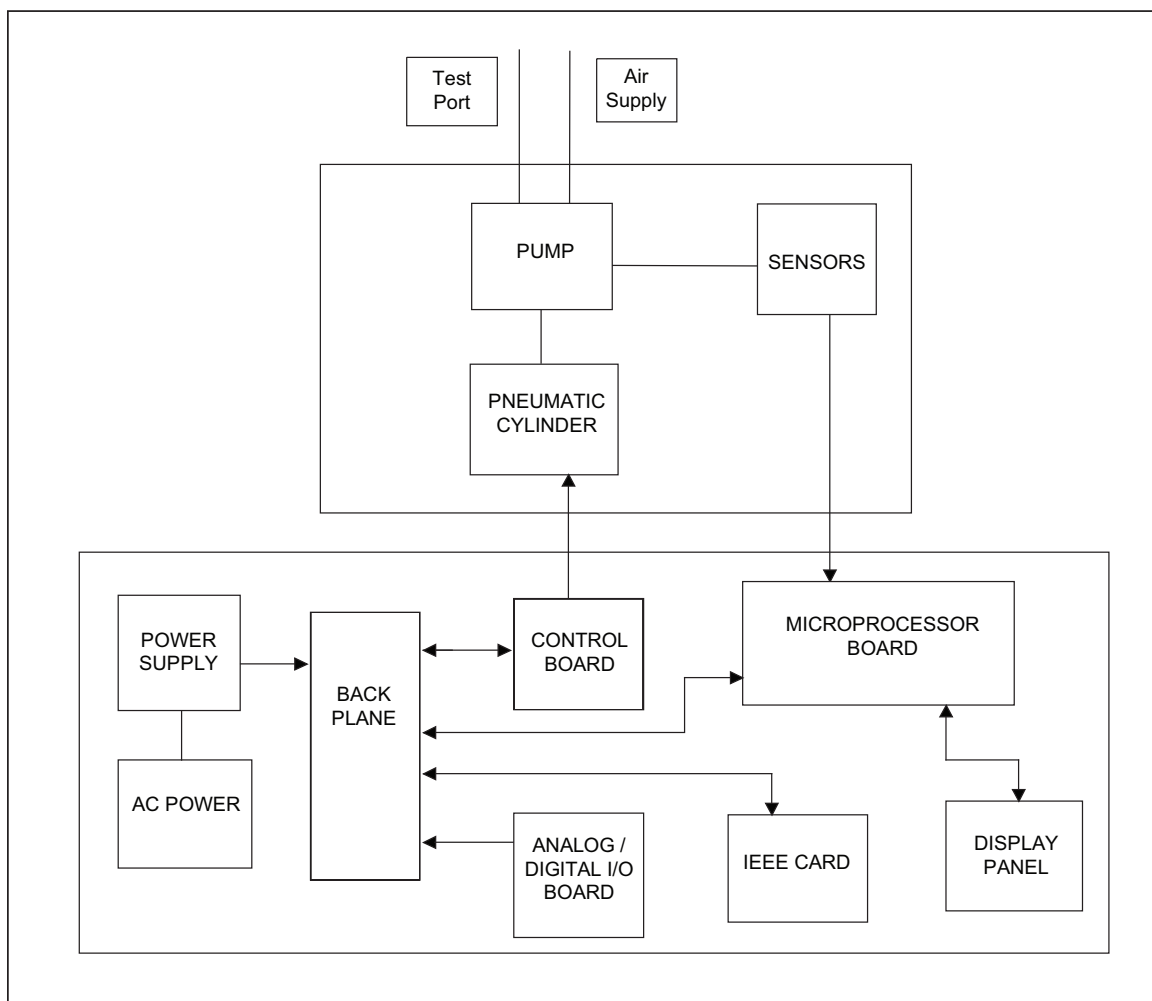 Test
Port
Air
Supply
PUMP
SENSORS
PNEUMATIC
CYLINDER
POWER
SUPPLY
BACK
PLANE
CONTROL
BOARD
MICROPROCESSOR
BOARD
AC POWER
ANALOG /
DIGITAL I/O
BOARD
IEEE CARD
DISPLAY
PANEL